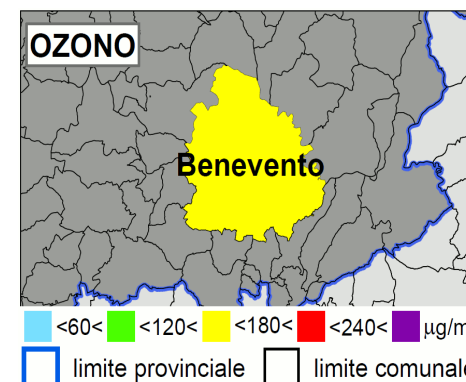 OZONO
Benevento
<60< <120< <180< <240< µg/m
limite provinciale limite comunale